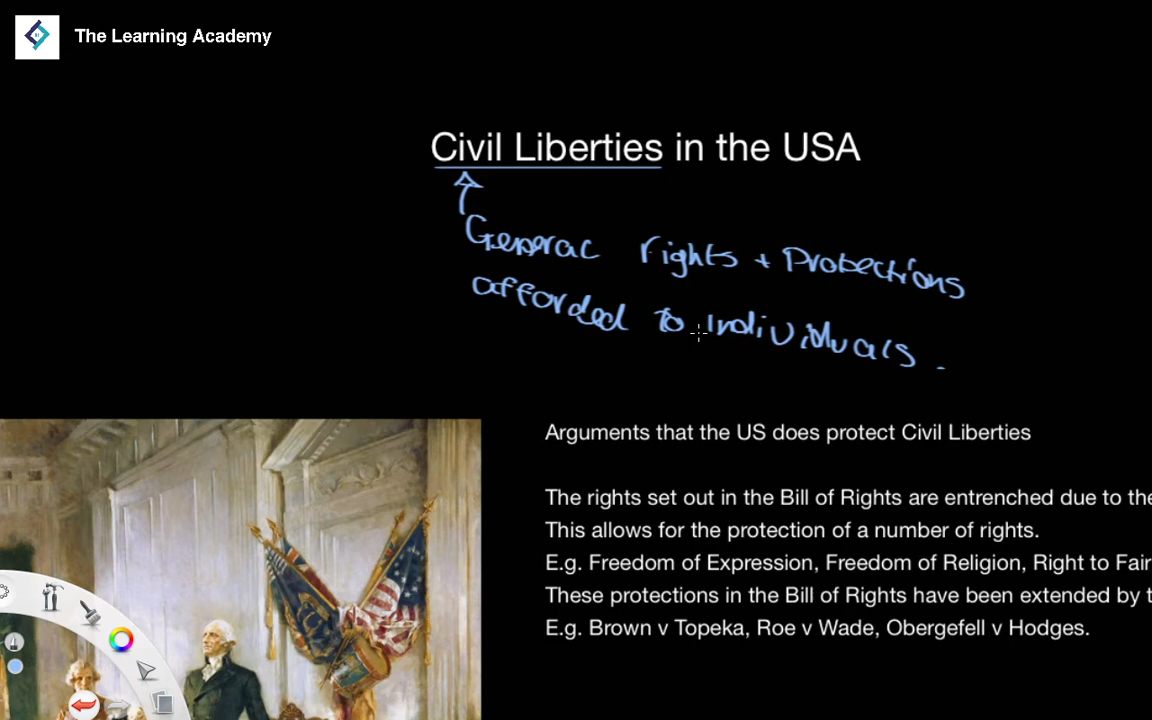 The Learning Academy
Civil Liberties in the USA
General rights + Protections
afforded to individuals.
Arguments that the US does protect Civil Liberties
The rights set out in the Bill of Rights are entrenched due to the
This allows for the protection of a number of rights.
E.g. Freedom of Expression, Freedom of Religion, Right to Fair
These protections in the Bill of Rights have been extended by t
E.g. Brown v Topeka, Roe v Wade, Obergefell v Hodges.